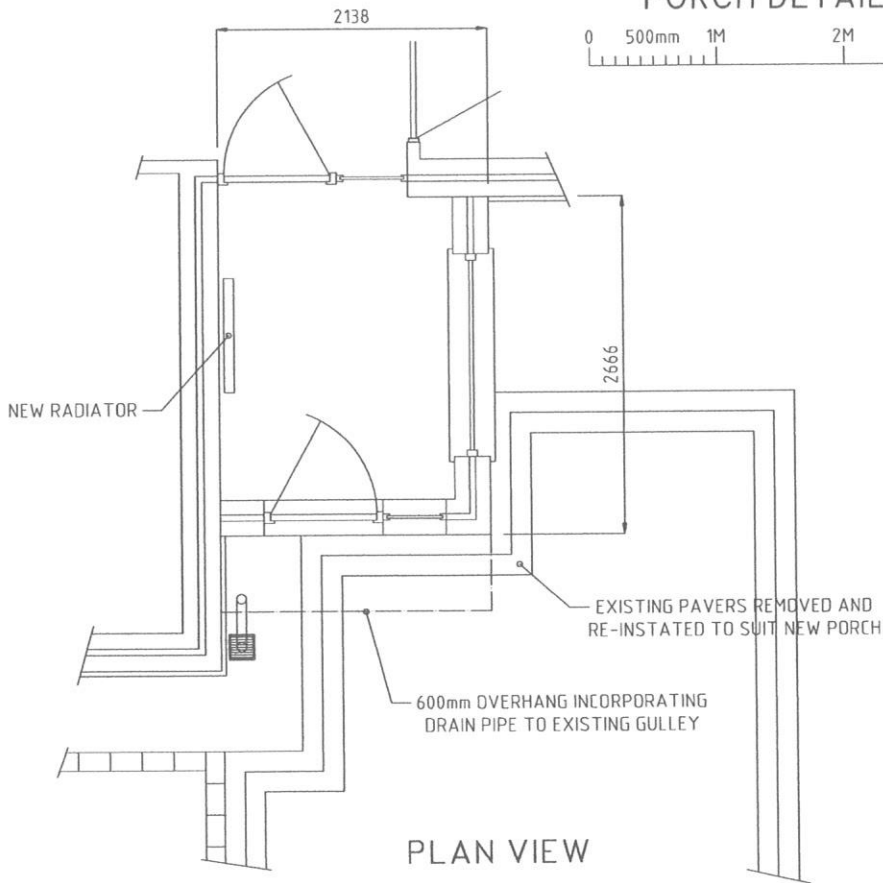 PORCH DETAIL
2138
0 500mm 1M 2M
2666
NEW RADIATOR
EXISTING PAVERS REMOVED AND
RE-INSTATED TO SUIT NEW PORCH
600mm OVERHANG INCORPORATING
DRAIN PIPE TO EXISTING GULLEY
PLAN VIEW